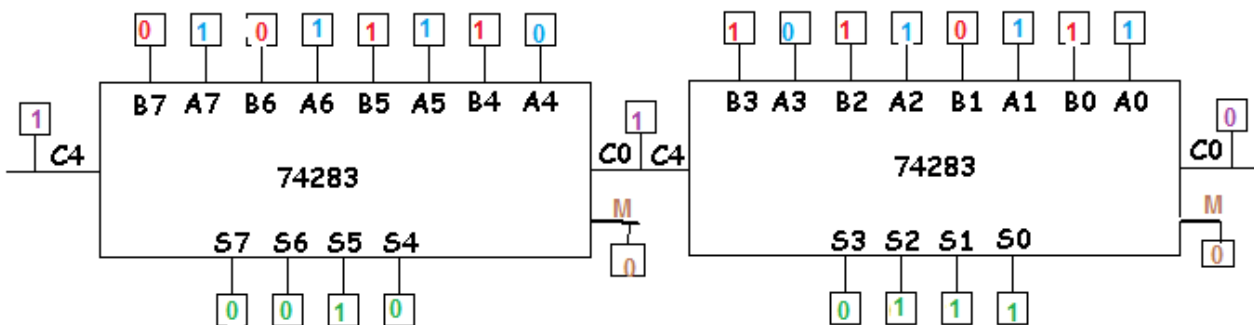 0 1 0 1 1 1 1 0 1 0 1 1 0 1 1 1
B7 A7 B6 A6 B5 A5 B4 A4 B3 A3 B2 A2 B1 A1 B0 A0
1 1 0
C4 C0 C4 C0
74283 74283
M M
S7 S6 S5 S4 S3 S2 S1 S0
0 0
0 0 1 0 0 1 1 1